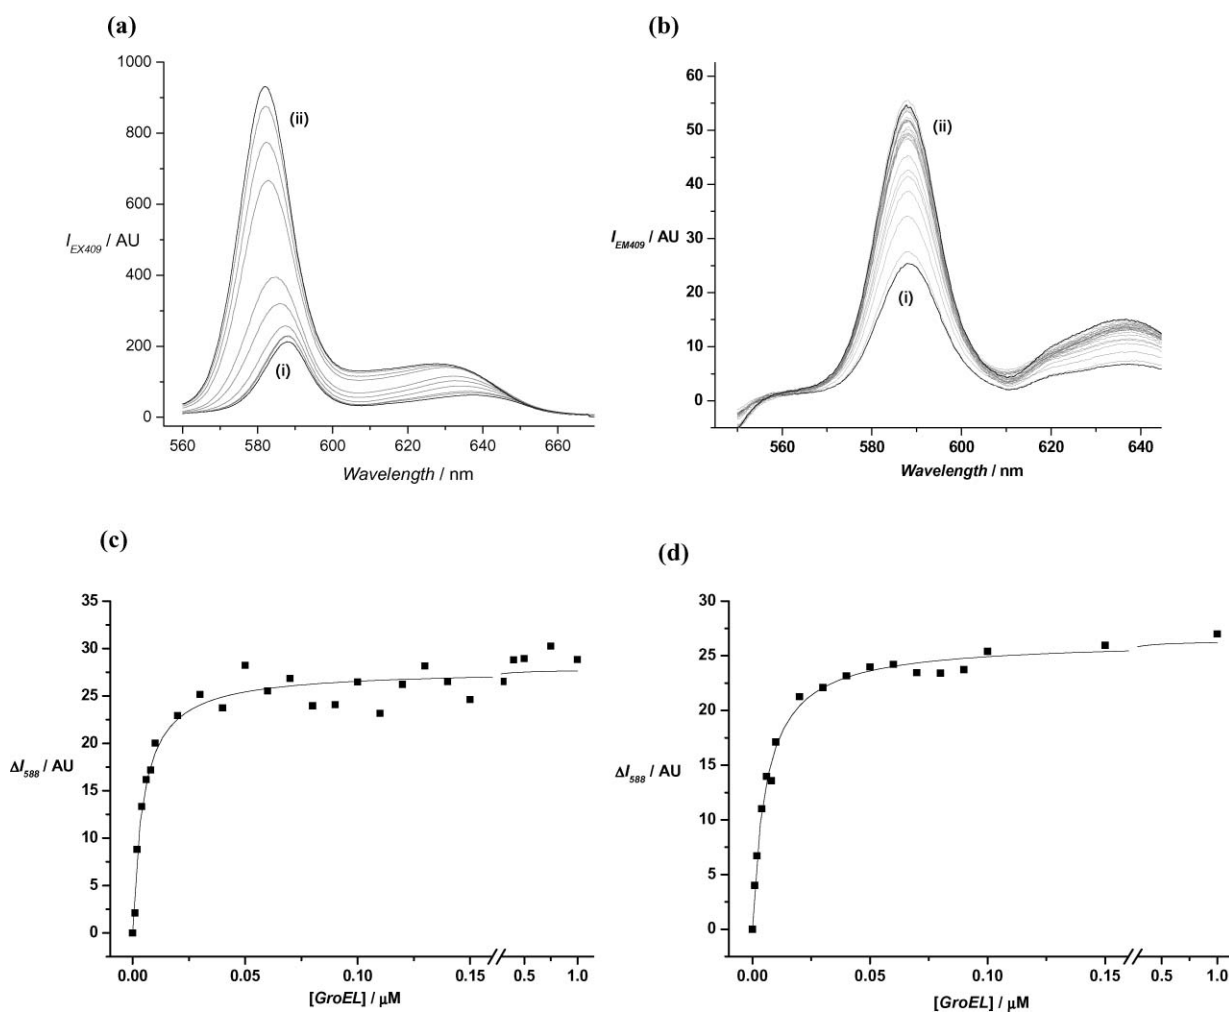 (a)
1000
800
600
400
200
0
I_EX409 / AU
(ii)
(i)
560 580 600 620 640 660
Wavelength / nm
(b)
60
50
40
30
20
10
0
I_EM409 / AU
(ii)
(i)
560 580 600 620 640
Wavelength / nm
(c)
35
30
25
20
15
10
5
0
ΔI_588 / AU
0.00 0.05 0.10 0.15 0.5 1.0
[GroEL] / μM
(d)
30
25
20
15
10
5
0
ΔI_588 / AU
0.00 0.05 0.10 0.15 0.5 1.0
[GroEL] / μM